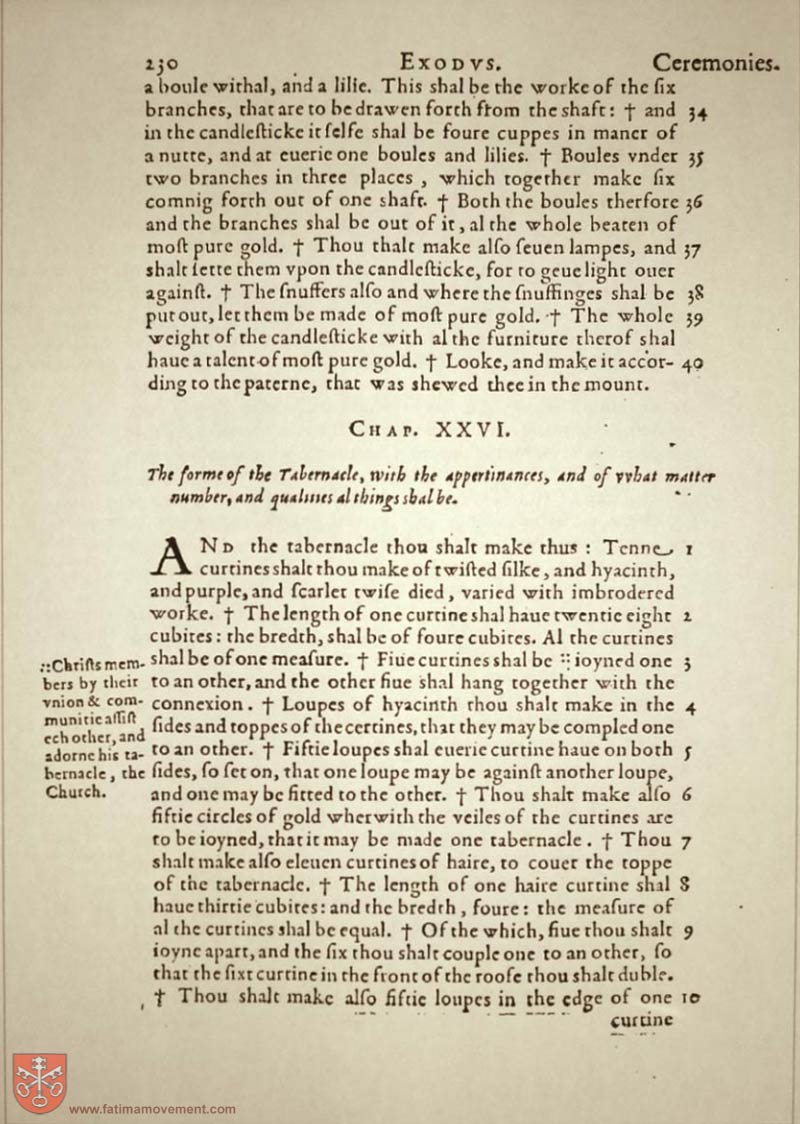 230 EXODVS. Ceremonies.
a boule withal, and a lilie. This shal be the worke of the ſix
branches, that are to be drawen forth from the shaft: † and 34
in the candleſticke it ſelfe shal be foure cuppes in maner of
a nutte, and at euerie one boules and lilies. † Boules vnder 35
two branches in three places, which together make ſix
comnig forth out of one shaft. † Both the boules therfore 36
and the branches shal be out of it, al the whole beaten of
moſt pure gold. † Thou thalt make alſo ſeuen lampes, and 37
shalt ſette them vpon the candleſticke, for to geue light ouer
againſt. † The ſnuffers alſo and where the ſnuffinges shal be 38
put out, let them be made of moſt pure gold. † The whole 39
weight of the candleſticke with al the furniture therof shal
haue a talent of moſt pure gold. † Looke, and make it accor- 40
ding to the paterne, that was shewed thee in the mount.
CHAP. XXVI.
The forme of the Tabernacle, with the appertinances, and of vvhat matter
number, and qualities al things shal be.
AND the tabernacle thou shalt make thus: Tenne 1
curtines shalt thou make of twiſted ſilke, and hyacinth,
and purple, and ſcarlet twiſe died, varied with imbrodered
worke. † The length of one curtine shal haue twentie eight 2
cubites: the bredth, shal be of foure cubites. Al the curtines
shal be of one meaſure. † Fiue curtines shal be :: ioyned one 3
to an other, and the other fiue shal hang together with the
connexion. † Loupes of hyacinth thou shalt make in the 4
ſides and toppes of the certines, that they may be compled one
to an other. † Fiftie loupes shal euerie curtine haue on both 5
ſides, ſo ſet on, that one loupe may be againſt another loupe,
and one may be fitted to the other. † Thou shalt make alſo 6
fiftie circles of gold wherwith the veiles of the curtines are
to be ioyned, that it may be made one tabernacle. † Thou 7
shalt make alſo eleuen curtines of haire, to couer the toppe
of the tabernacle. † The length of one haire curtine shal 8
haue thirtie cubites: and the bredth, foure: the meaſure of
al the curtines shal be equal. † Of the which, fiue thou shalt 9
ioyne apart, and the ſix thou shalt couple one to an other, ſo
that the ſixt curtine in the front of the rooſe thou shalt duble.
† Thou shalt make alſo fiftie loupes in the edge of one 10
curtine
::Chriſts mem-
bers by their
vnion & com-
munitie aſſiſt
ech other, and
adorne his ta-
bernacle, the
Church.
www.fatimamovement.com